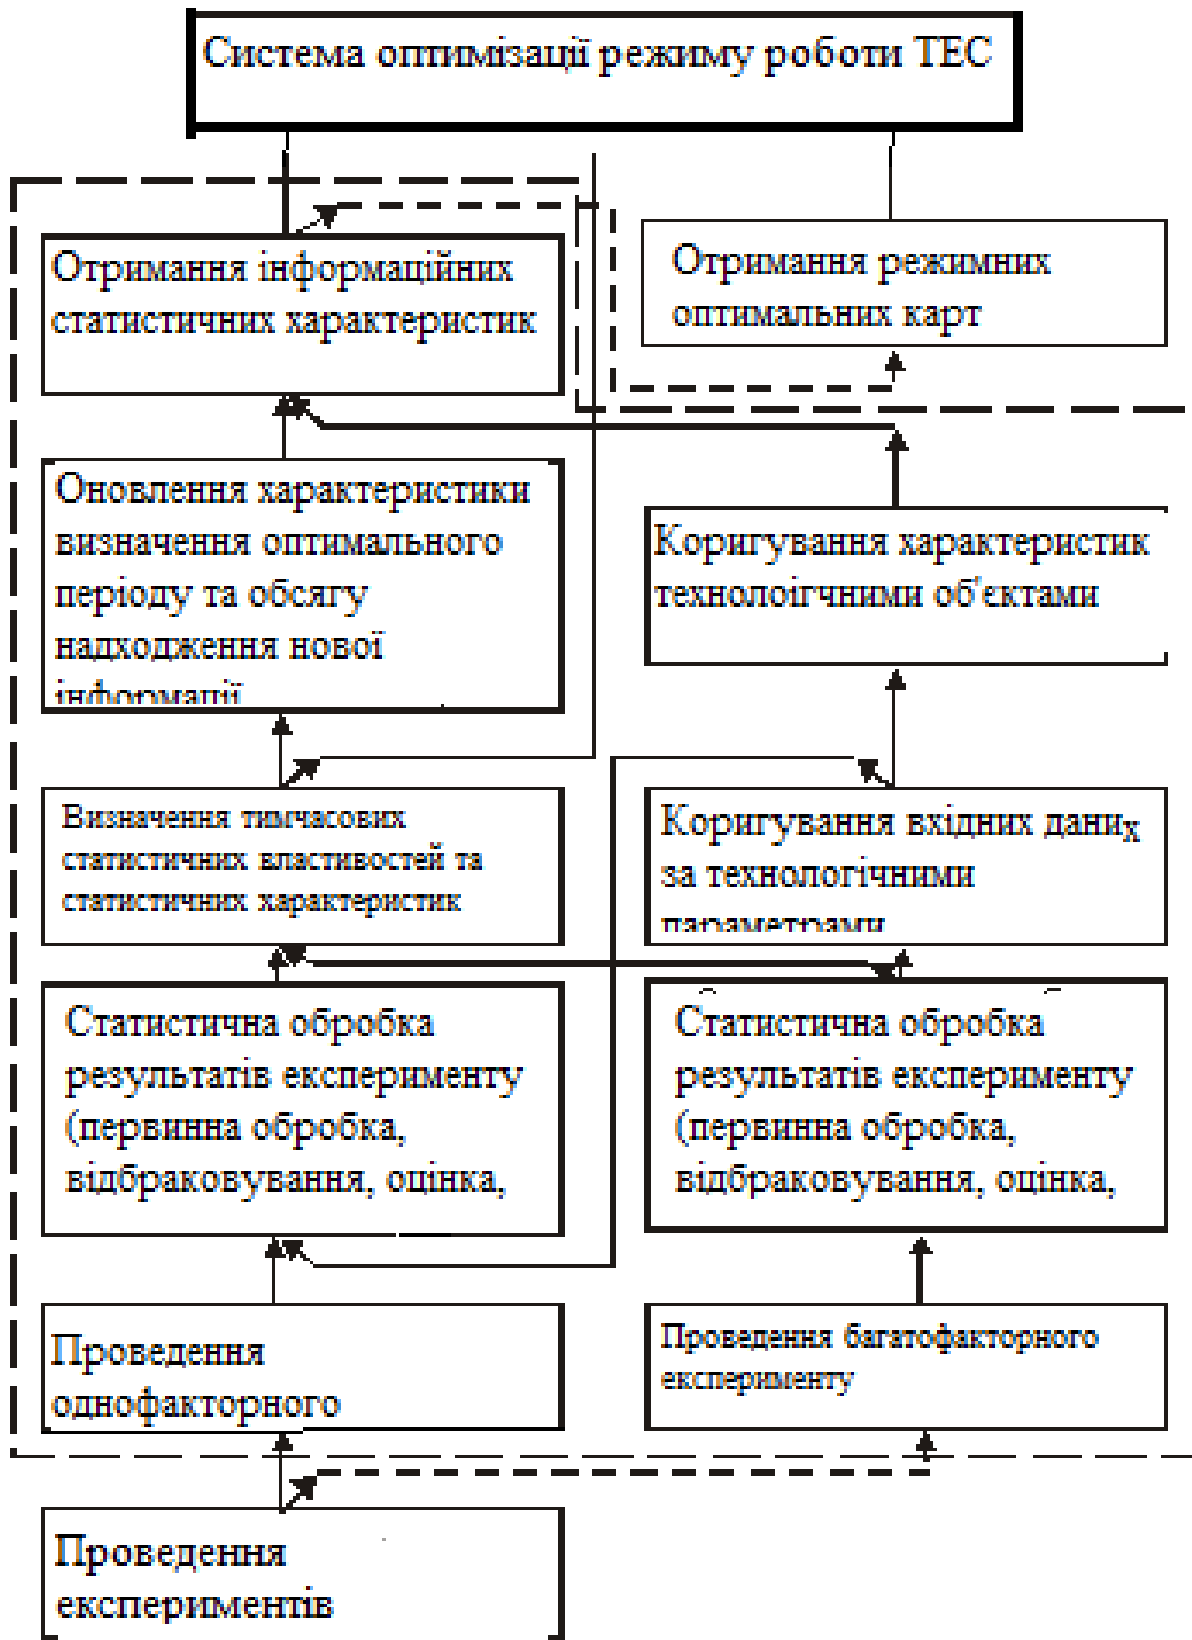 Система оптимізації режиму роботи ТЕС
Отримання інформаційних
статистичних характеристик
Отримання режимних
оптимальних карт
Оновлення характеристики
визначення оптимального
періоду та обсягу
надходження нової
інформації
Коригування характеристик
технолоігчними об'єктами
Визначення тимчасових
статистичних властивостей та
статистичних характеристик
Коригування вхідних даних
за технологічними
параметрами
Статистична обробка
результатів експерименту
(первинна обробка,
відбраковування, оцінка,
Статистична обробка
результатів експерименту
(первинна обробка,
відбраковування, оцінка,
Проведення
однофакторного
Проведення багатофакторного
експерименту
Проведення
експериментів